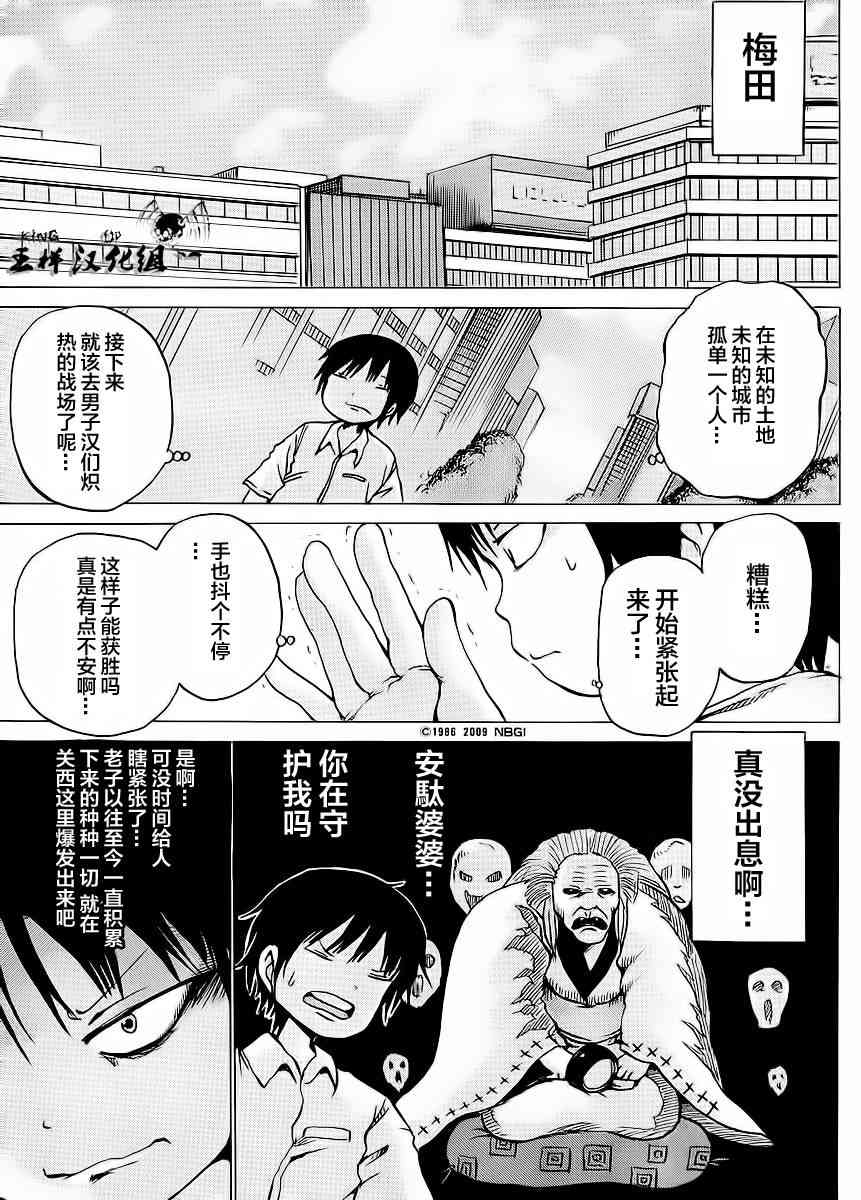 梅田
LIZLU
KING
王样汉化组
在未知的土地
未知的城市
孤单一个人…
接下来
就该去男子汉们炽
热的战场了呢…
糟糕…
开始紧张起
来了…
手也抖个不停
…
这样子能获胜吗
真是有点不安啊…
©1986 2009 NBGI
真没出息啊…
安駄婆婆…
你在守
护我吗
是啊…
可没时间给人
瞎紧张了…
老子以往至今一直积累
下来的种种一切 就在
关西这里爆发出来吧